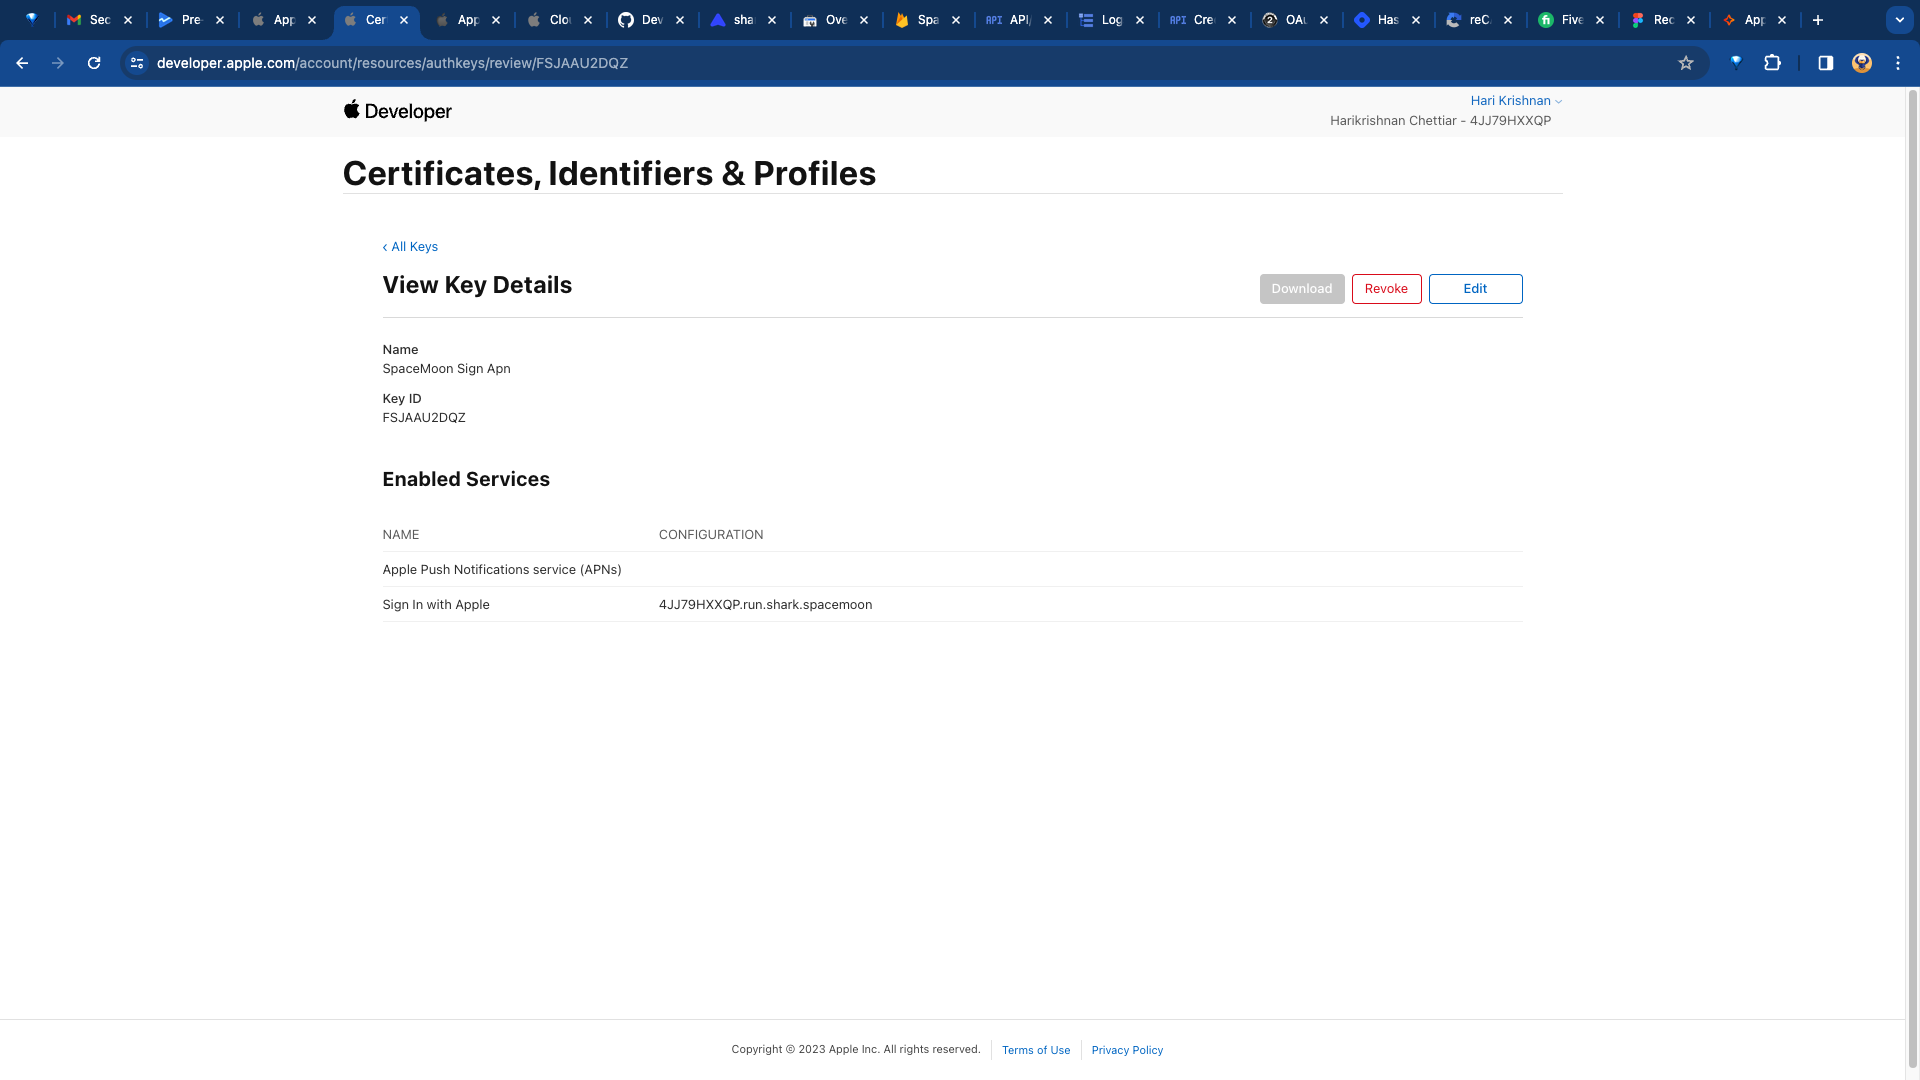 Sec
Pre
App
Cer
App
Clou
Dev
sha
Ove
Spa
API
API/
Log
API
Cre
2
OAu
Has
reC
fi
Five
Rec
App
developer.apple.com/account/resources/authkeys/review/FSJAAU2DQZ
Developer
Hari Krishnan
Harikrishnan Chettiar - 4JJ79HXXQP
Certificates, Identifiers & Profiles
‹ All Keys
View Key Details
Download
Revoke
Edit
Name
SpaceMoon Sign Apn
Key ID
FSJAAU2DQZ
Enabled Services
NAME CONFIGURATION
Apple Push Notifications service (APNs)
Sign In with Apple 4JJ79HXXQP.run.shark.spacemoon
Copyright © 2023 Apple Inc. All rights reserved. Terms of Use Privacy Policy